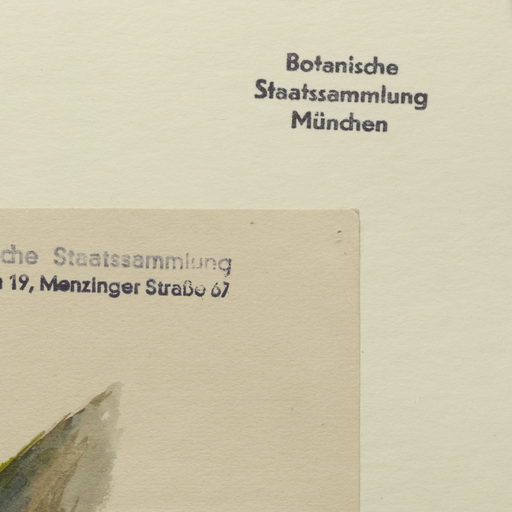 Botanische
Staatssammlung
München
che Staatssammlung
19, Menzinger Straße 67